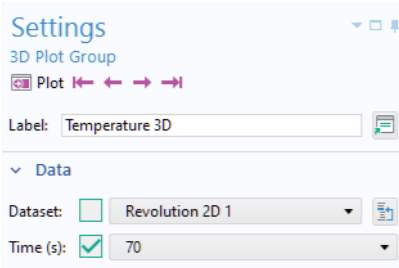 Settings
3D Plot Group
Plot
Label: Temperature 3D
Data
Dataset: Revolution 2D 1
Time (s): 70